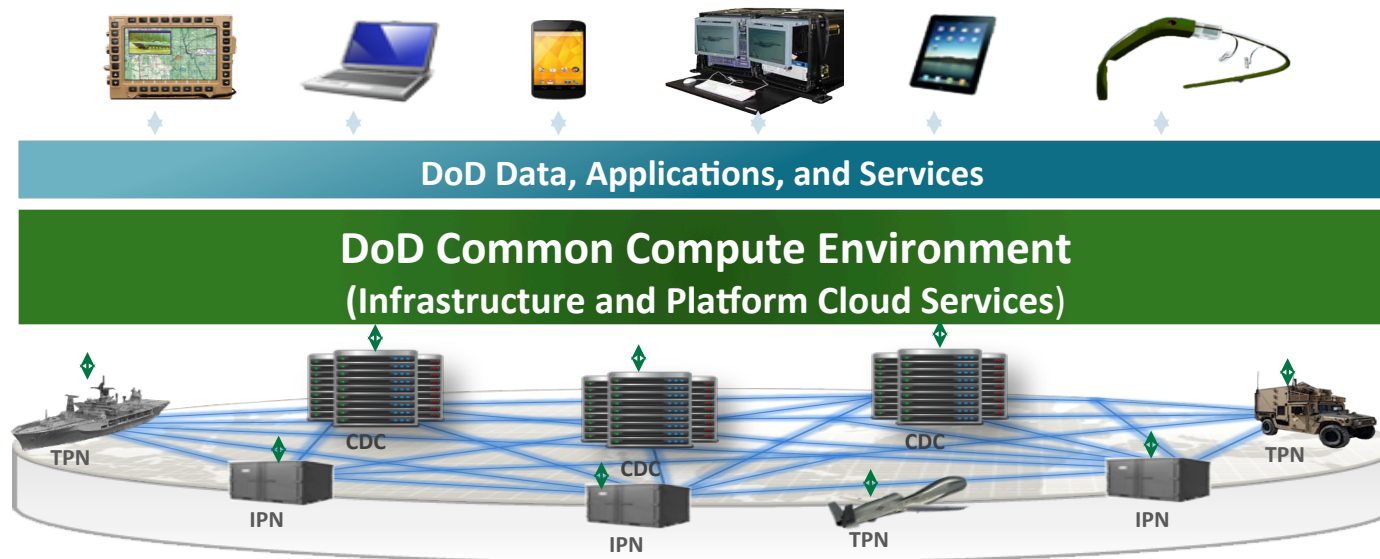 DoD Data, Applications, and Services
DoD Common Compute Environment
(Infrastructure and Platform Cloud Services)
TPN
CDC
CDC
CDC
TPN
IPN
IPN
TPN
IPN